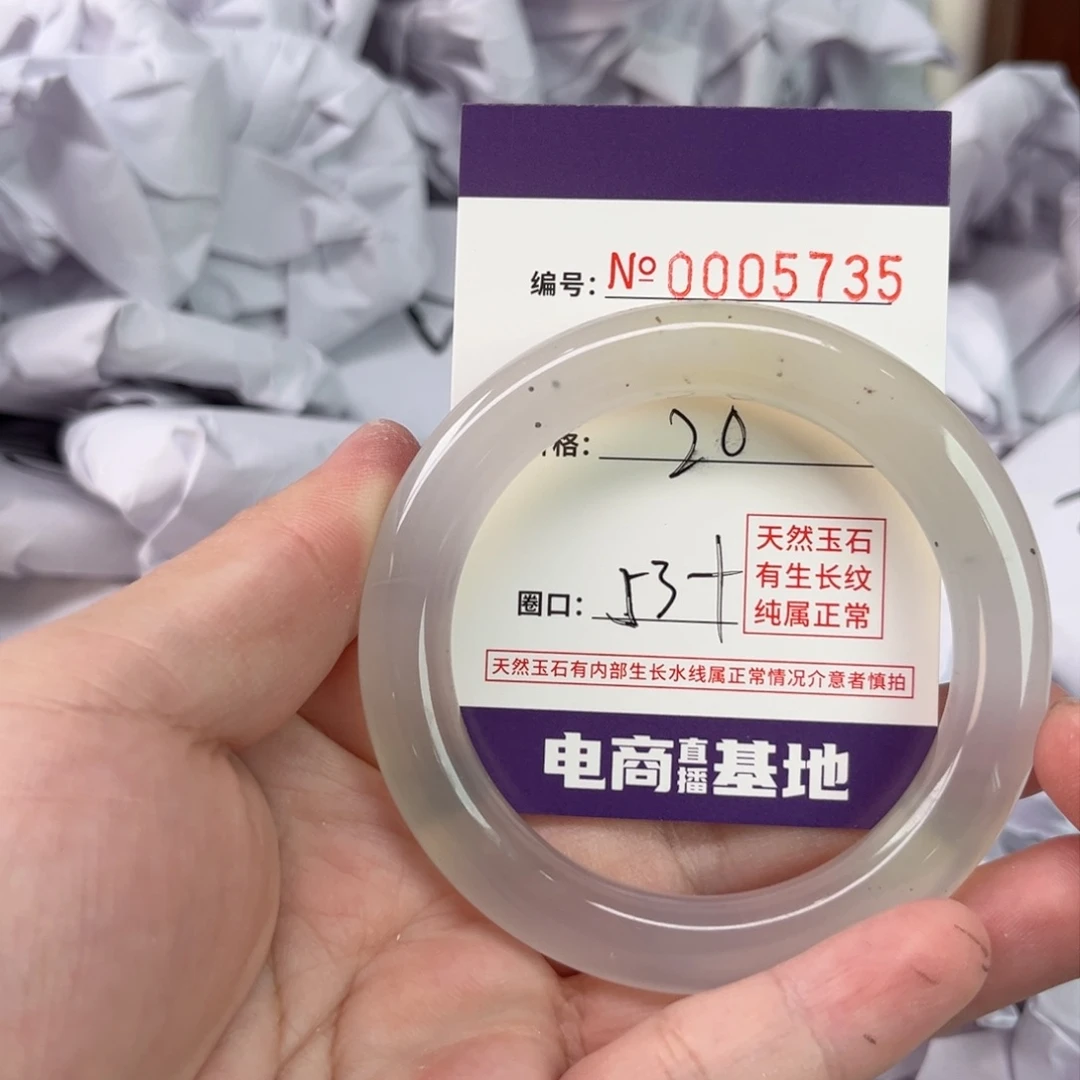 编号: №0005735
格: 20
圈口: 53+
天然玉石
有生长纹
纯属正常
天然玉石有内部生长水线属正常情况介意者慎拍
电商直播基地